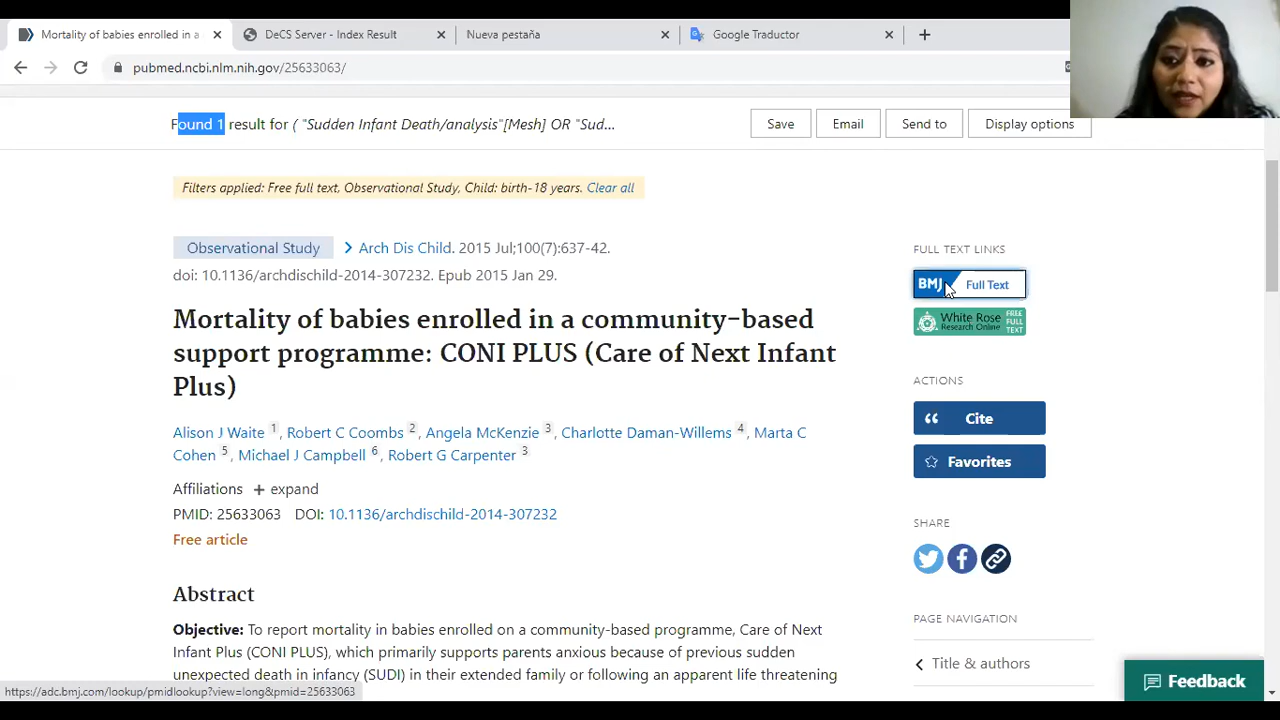 Mortality of babies enrolled in a
DeCS Server - Index Result
Nueva pestaña
Google Traductor
pubmed.ncbi.nlm.nih.gov/25633063/
Found 1 result for ( "Sudden Infant Death/analysis"[Mesh] OR "Sud...
Save
Email
Send to
Display options
Filters applied: Free full text, Observational Study, Child: birth-18 years. Clear all
Observational Study
Arch Dis Child. 2015 Jul;100(7):637-42.
doi: 10.1136/archdischild-2014-307232. Epub 2015 Jan 29.
Mortality of babies enrolled in a community-based
support programme: CONI PLUS (Care of Next Infant
Plus)
Alison J Waite 1, Robert C Coombs 2, Angela McKenzie 3, Charlotte Daman-Willems 4, Marta C
Cohen 5, Michael J Campbell 6, Robert G Carpenter 3
Affiliations + expand
PMID: 25633063 DOI: 10.1136/archdischild-2014-307232
Free article
Abstract
Objective: To report mortality in babies enrolled on a community-based programme, Care of Next
Infant Plus (CONI PLUS), which primarily supports parents anxious because of previous sudden
unexpected death in infancy (SUDI) in their extended family or following an apparent life threatening
FULL TEXT LINKS
BMJ Full Text
White Rose
Research Online
FREE
FULL
TEXT
ACTIONS
Cite
Favorites
SHARE
PAGE NAVIGATION
Title & authors
Feedback
https://adc.bmj.com/lookup/pmidlookup?view=long&pmid=25633063